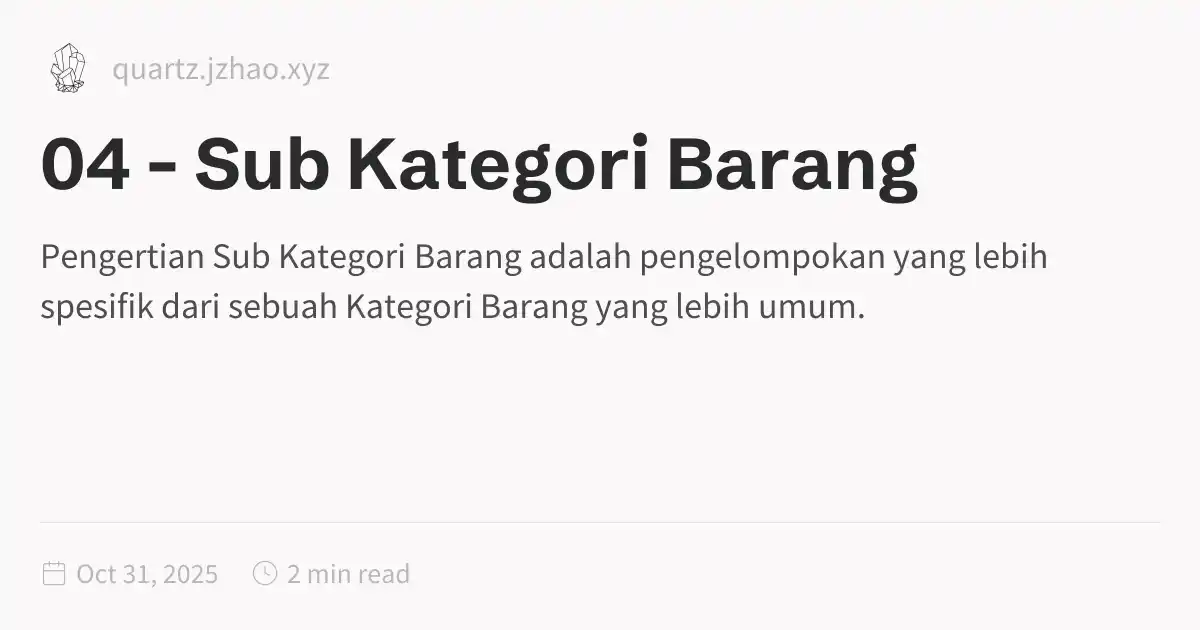 quartz.jzhao.xyz
04 - Sub Kategori Barang
Pengertian Sub Kategori Barang adalah pengelompokan yang lebih
spesifik dari sebuah Kategori Barang yang lebih umum.
Oct 31, 2025 2 min read